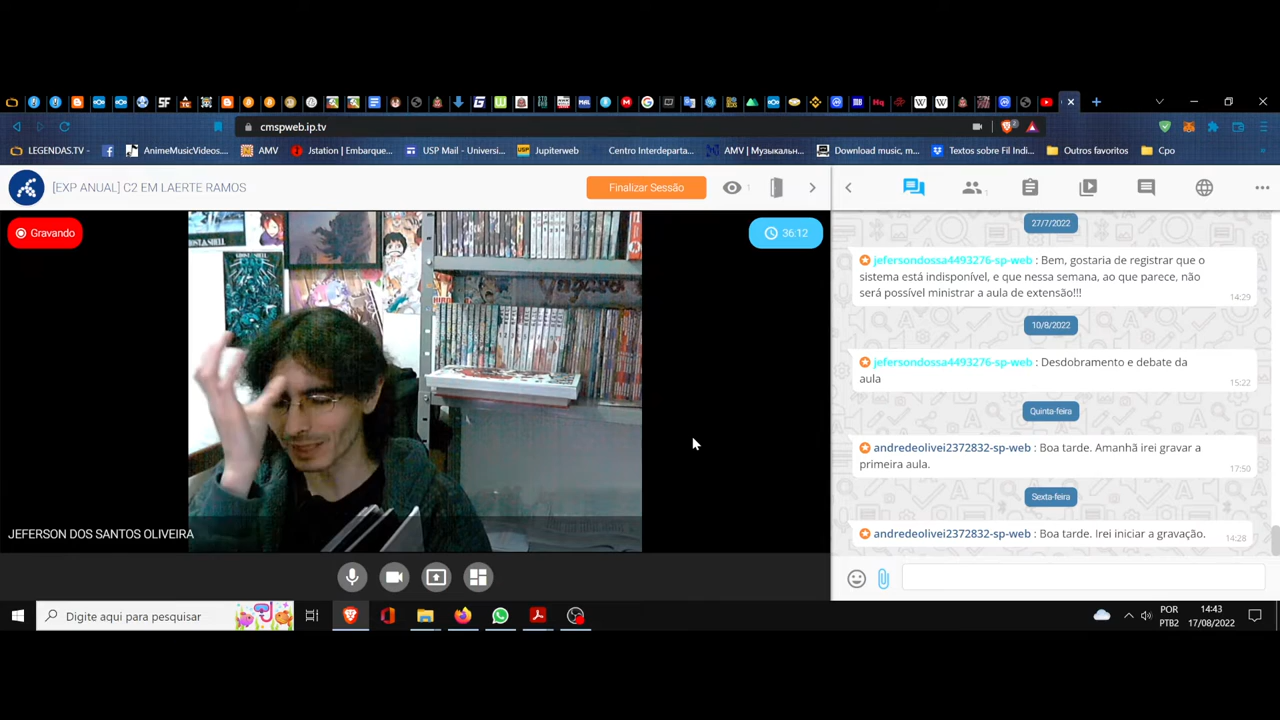 cmspweb.ip.tv
2
LEGENDAS.TV
AnimeMusicVideos...
AMV
Jstation | Embarque...
USP Mail - Universi...
Jupiterweb
Centro Interdeparta...
AMV | Музыкальн...
Download music, m...
Textos sobre Fil Indi...
Outros favoritos
Cpo
[EXP ANUAL] C2 EM LAERTE RAMOS
Finalizar Sessão
1
1
Gravando
36:12
JEFERSON DOS SANTOS OLIVEIRA
27/7/2022
jefersondossa4493276-sp-web : Bem, gostaria de registrar que o
sistema está indisponível, e que nessa semana, ao que parece, não
será possível ministrar a aula de extensão!!!
14:29
10/8/2022
jefersondossa4493276-sp-web : Desdobramento e debate da
aula
15:22
Quinta-feira
andredeolivei2372832-sp-web : Boa tarde. Amanhã irei gravar a
primeira aula.
17:50
Sexta-feira
andredeolivei2372832-sp-web : Boa tarde. Irei iniciar a gravação.
14:28
Digite aqui para pesquisar
POR
PTB2
14:43
17/08/2022